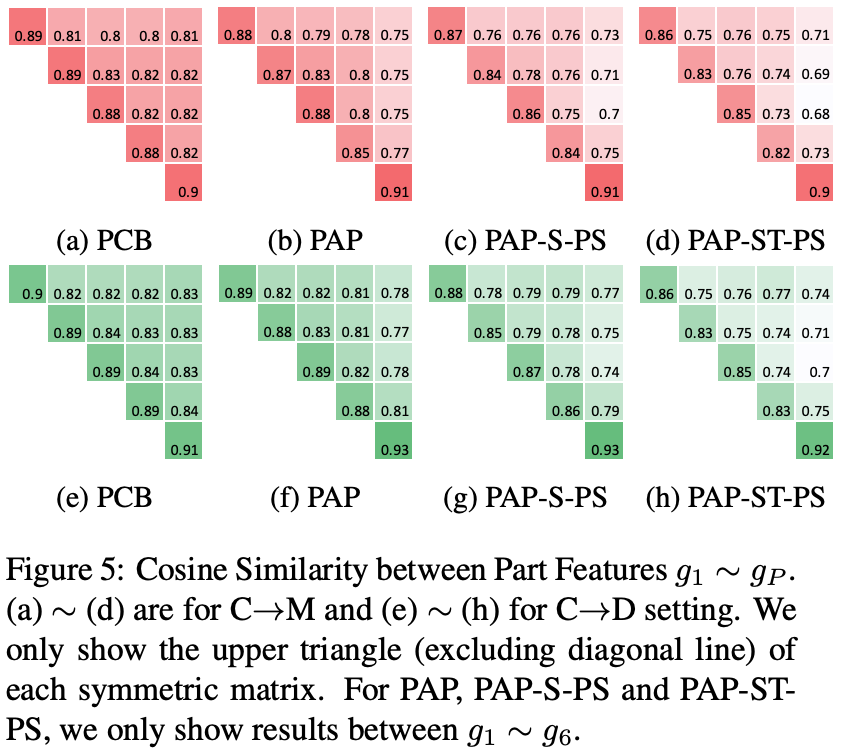 0.89 0.81 0.8 0.8 0.81 0.88 0.8 0.79 0.78 0.75 0.87 0.76 0.76 0.76 0.73 0.86 0.75 0.76 0.75 0.71
0.89 0.83 0.82 0.82 0.87 0.83 0.8 0.75 0.84 0.78 0.76 0.71 0.83 0.76 0.74 0.69
0.88 0.82 0.82 0.88 0.8 0.75 0.86 0.75 0.7 0.85 0.73 0.68
0.88 0.82 0.85 0.77 0.84 0.75 0.82 0.73
0.9 0.91 0.91 0.9
(a) PCB (b) PAP (c) PAP-S-PS (d) PAP-ST-PS
0.9 0.82 0.82 0.82 0.83 0.89 0.82 0.82 0.81 0.78 0.88 0.78 0.79 0.79 0.77 0.86 0.75 0.76 0.77 0.74
0.89 0.84 0.83 0.83 0.88 0.83 0.81 0.77 0.85 0.79 0.78 0.75 0.83 0.75 0.74 0.71
0.89 0.84 0.83 0.89 0.82 0.78 0.87 0.78 0.74 0.85 0.74 0.7
0.89 0.84 0.88 0.81 0.86 0.79 0.83 0.75
0.91 0.93 0.93 0.92
(e) PCB (f) PAP (g) PAP-S-PS (h) PAP-ST-PS
Figure 5: Cosine Similarity between Part Features g₁ ∼ g_P.
(a) ∼ (d) are for C→M and (e) ∼ (h) for C→D setting. We
only show the upper triangle (excluding diagonal line) of
each symmetric matrix. For PAP, PAP-S-PS and PAP-ST-
PS, we only show results between g₁ ∼ g₆.